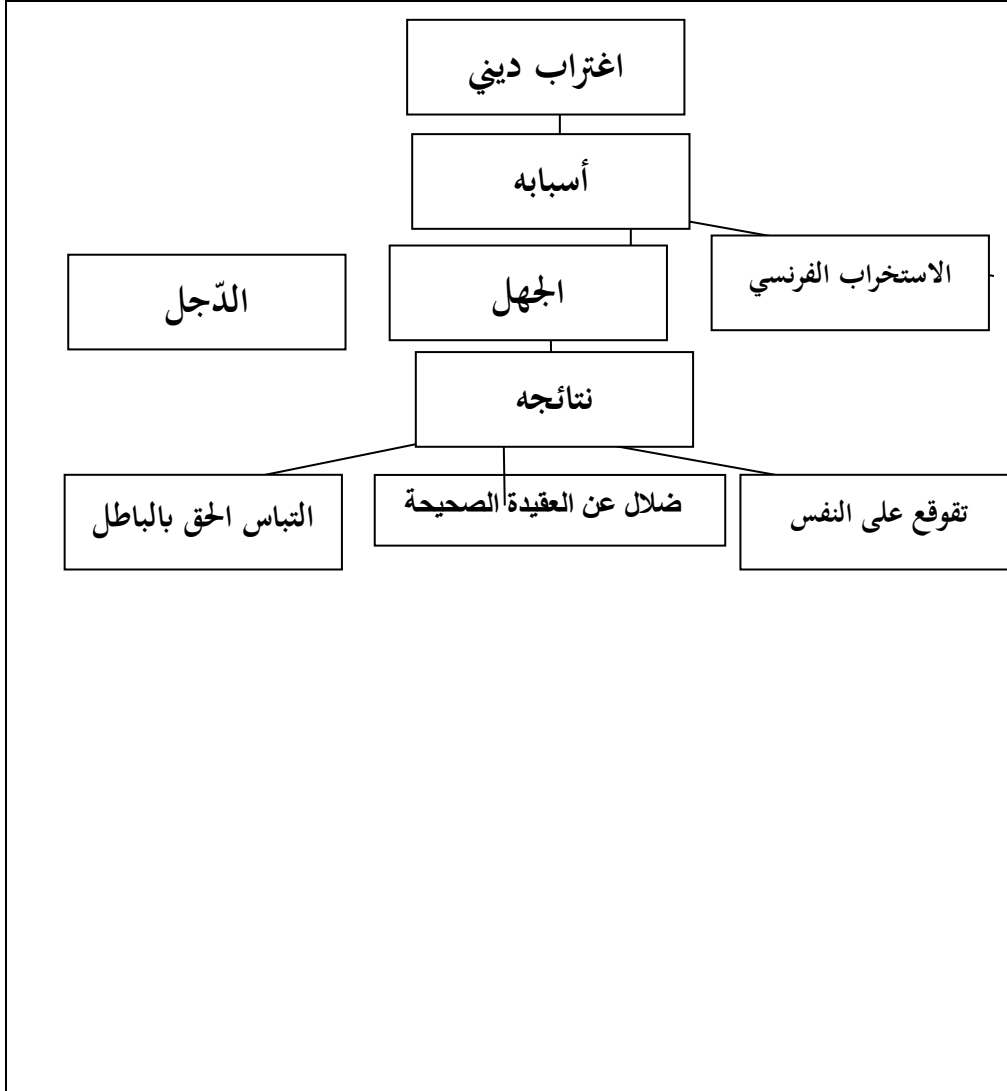 اغتراب ديني
أسبابه
الاستخراب الفرنسي
الجهل
الدّجل
نتائجه
تقوقع على النفس
ضلال عن العقيدة الصحيحة
التباس الحق بالباطل